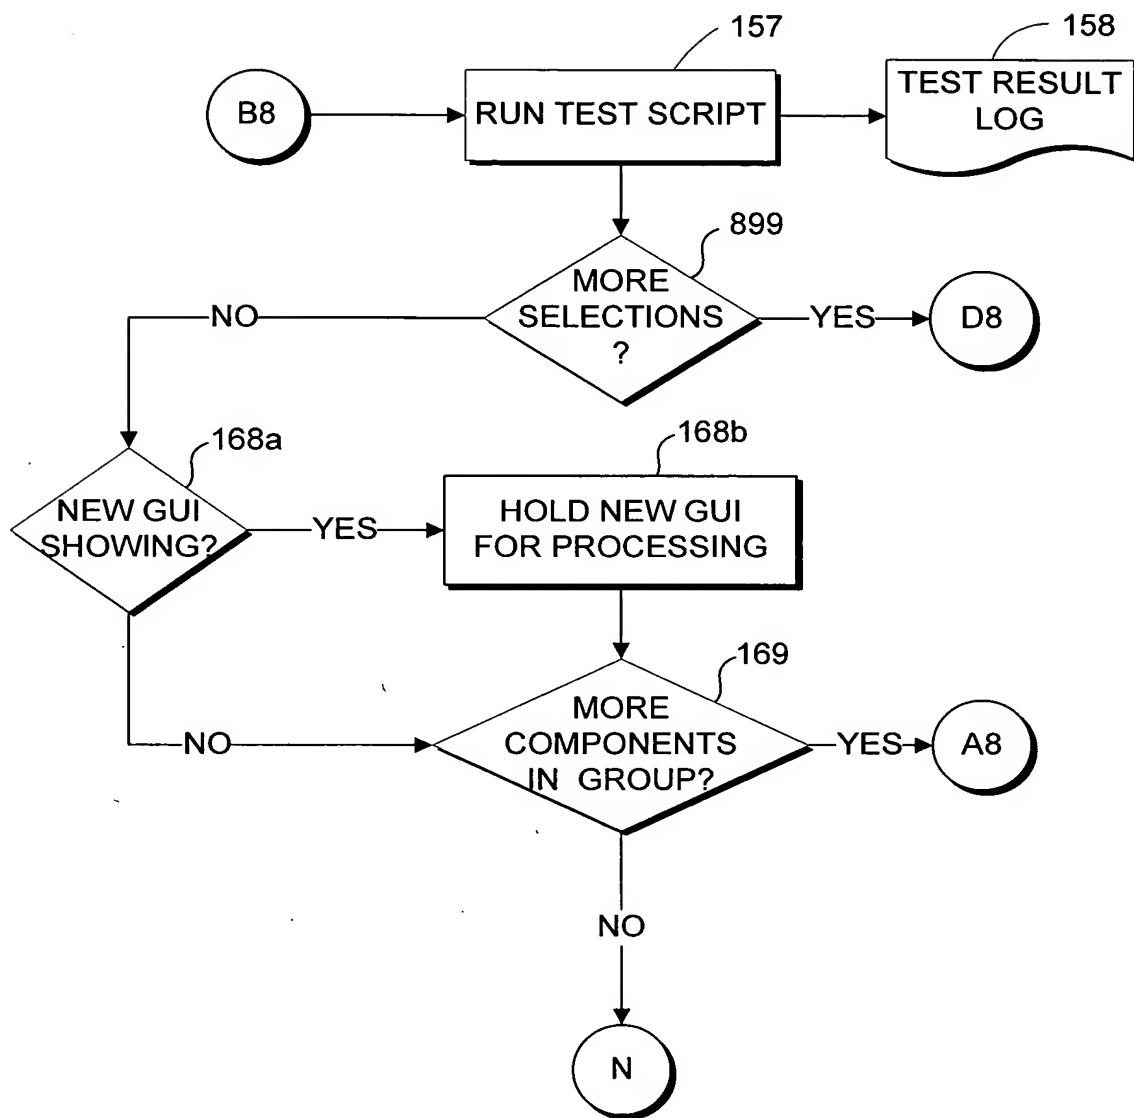 157
158
B8
RUN TEST SCRIPT
TEST RESULT
LOG
899
MORE
SELECTIONS
?
NO
YES
D8
168a
168b
NEW GUI
SHOWING?
YES
HOLD NEW GUI
FOR PROCESSING
169
MORE
COMPONENTS
IN GROUP?
NO
YES
A8
NO
N